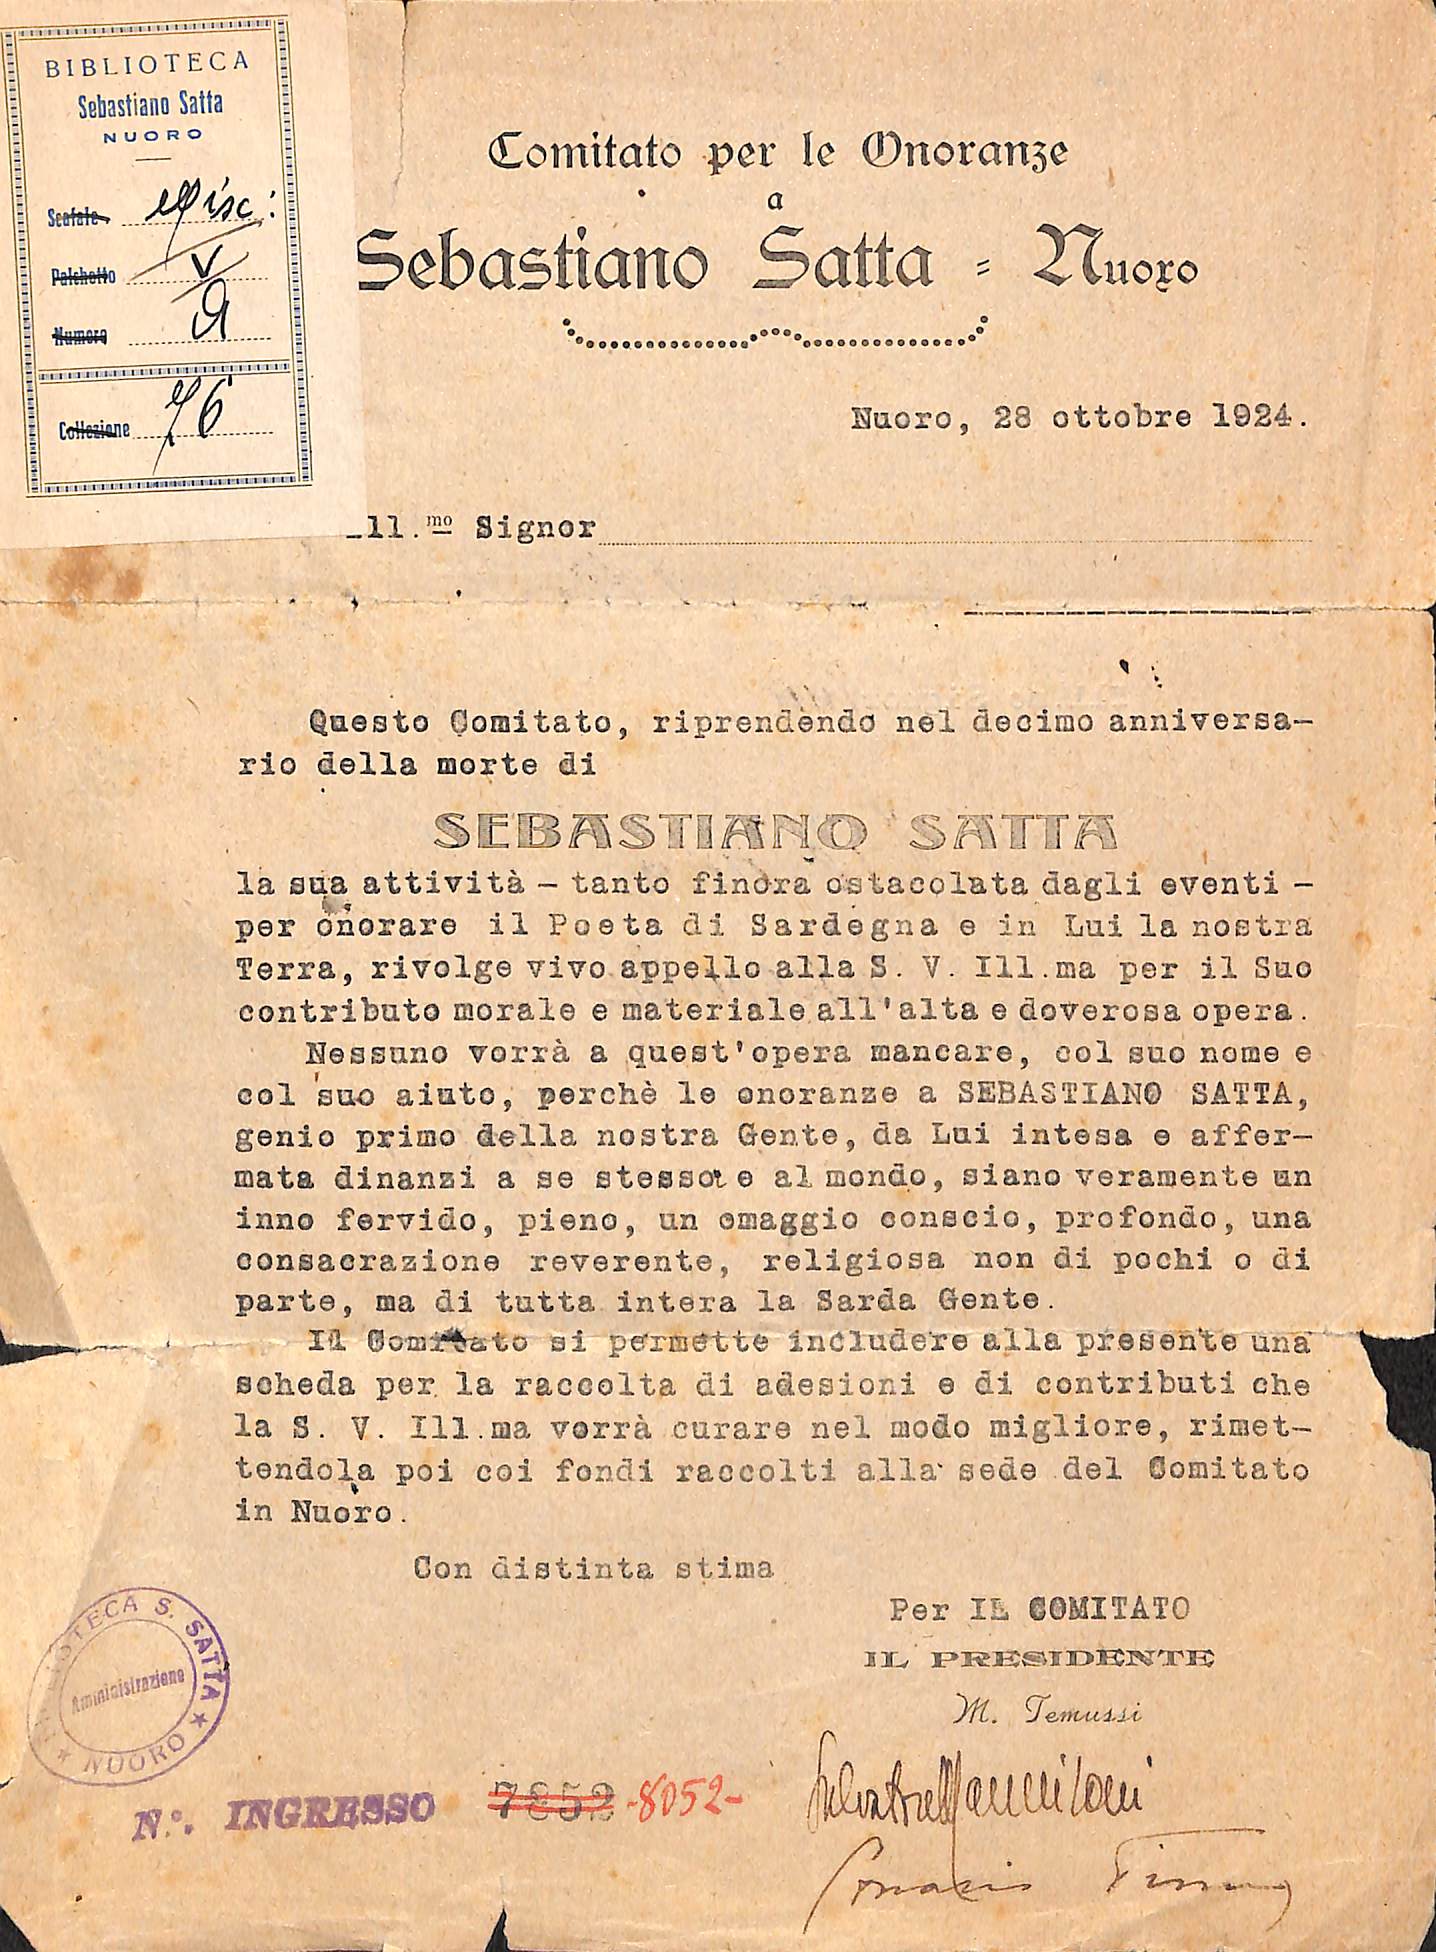 BIBLIOTECA
Sebastiano Satta
NUORO
Scafale Misc:
Palchetto V
Numero A
Collezione 76
Comitato per le Onoranze
a
Sebastiano Satta = Nuoro
Nuoro, 28 ottobre 1924.
Ill.mo Signor
Questo Comitato, riprendendo nel decimo anniversa-
rio della morte di
SEBASTIANO SATTA
la sua attività - tanto finora ostacolata dagli eventi -
per onorare il Poeta di Sardegna e in Lui la nostra
Terra, rivolge vivo appello alla S. V. Ill.ma per il Suo
contributo morale e materiale all'alta e doverosa opera.
Nessuno vorrà a quest'opera mancare, col suo nome e
col suo aiuto, perchè le onoranze a SEBASTIANO SATTA,
genio primo della nostra Gente, da Lui intesa e affer-
mata dinanzi a se stessa e al mondo, siano veramente un
inno fervido, pieno, un omaggio conscio, profondo, una
consacrazione reverente, religiosa non di pochi o di
parte, ma di tutta intera la Sarda Gente.
Il Comitato si permette includere alla presente una
scheda per la raccolta di adesioni e di contributi che
la S. V. Ill.ma vorrà curare nel modo migliore, rimet-
tendola poi coi fondi raccolti alla sede del Comitato
in Nuoro.
Con distinta stima
Per IL COMITATO
IL PRESIDENTE
M. Temussi
Salvatore Mannironi
BIBLIOTECA S. SATTA
Amministrazione
★ NUORO ★
N°. INGRESSO 7852 -8052-